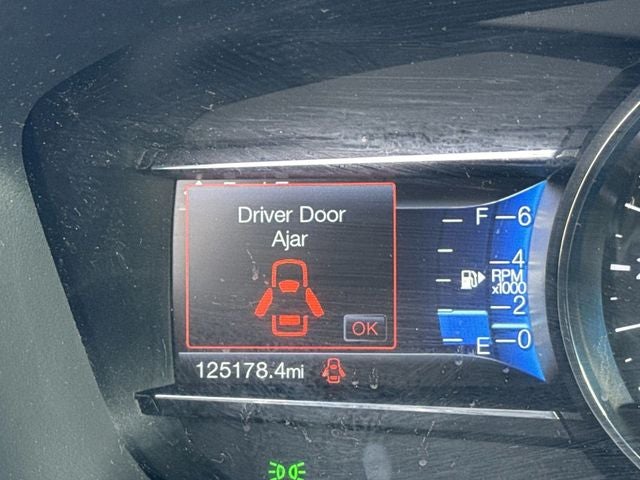 Driver Door
Ajar
OK
F
6
4
RPM
x1000
2
E
0
125178.4mi